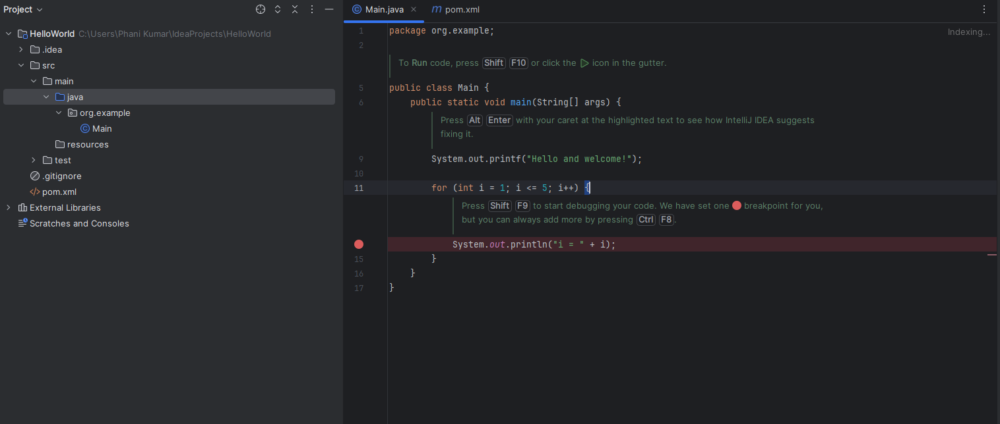 Project
HelloWorld C:\Users\Phani Kumar\IdeaProjects\HelloWorld
.idea
src
main
java
org.example
Main
resources
test
.gitignore
pom.xml
External Libraries
Scratches and Consoles
Main.java
pom.xml
Indexing...
1 package org.example;
2
To Run code, press Shift F10 or click the icon in the gutter.
5 public class Main {
6 public static void main(String[] args) {
Press Alt Enter with your caret at the highlighted text to see how IntelliJ IDEA suggests
fixing it.
9 System.out.printf("Hello and welcome!");
10
11 for (int i = 1; i <= 5; i++) {
Press Shift F9 to start debugging your code. We have set one breakpoint for you,
but you can always add more by pressing Ctrl F8.
System.out.println("i = " + i);
15 }
16 }
17 }